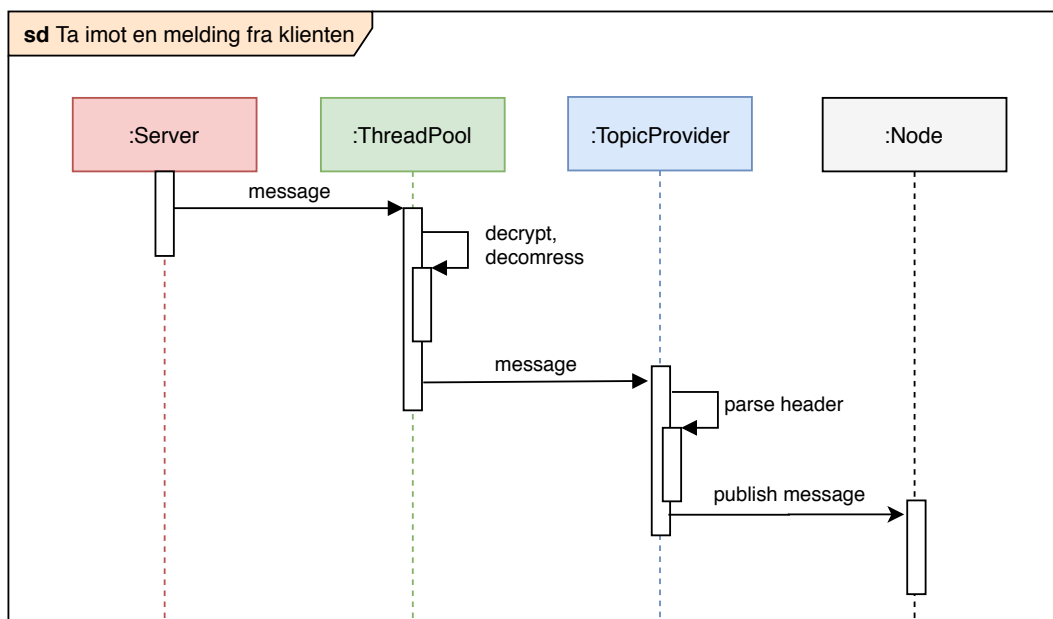 sd Ta imot en melding fra klienten
:Server
:ThreadPool
:TopicProvider
:Node
message
decrypt,
decomress
message
parse header
publish message